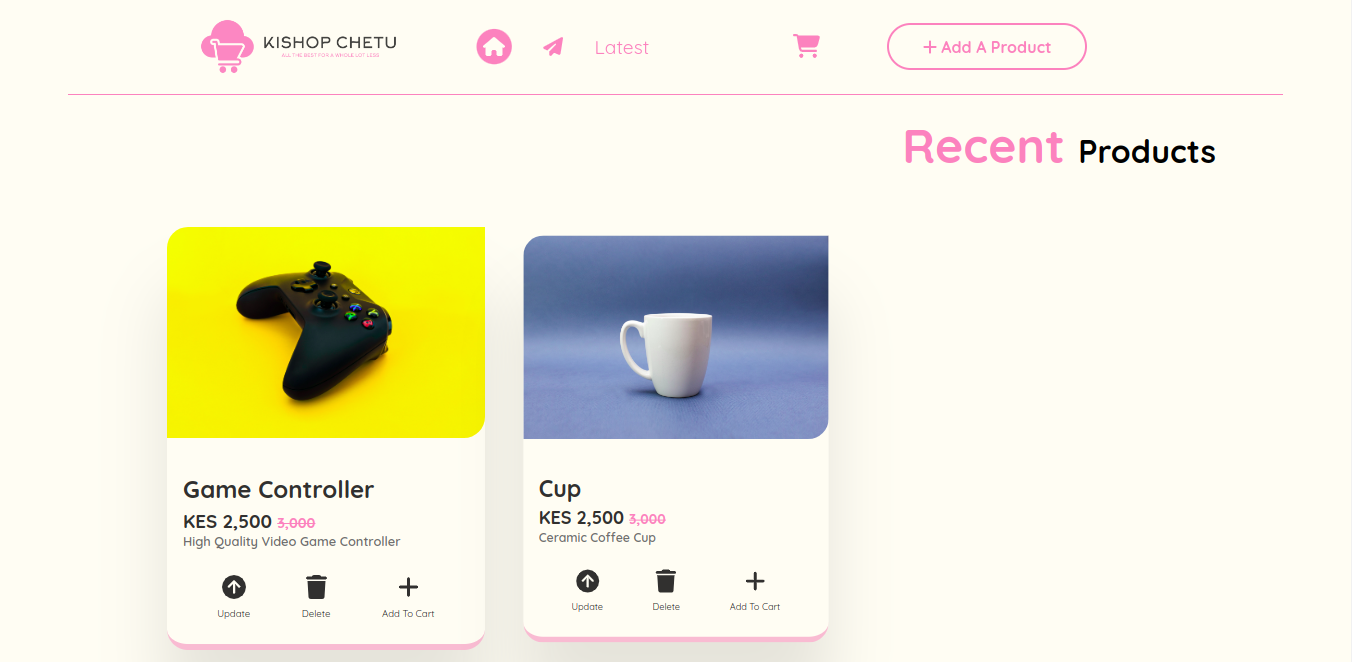 KISHOP CHETU
ALL THE BEST FOR A WHOLE LOT LESS
Latest
+ Add A Product
Recent Products
Game Controller
KES 2,500 3,000
High Quality Video Game Controller
Update Delete Add To Cart
Cup
KES 2,500 3,000
Ceramic Coffee Cup
Update Delete Add To Cart